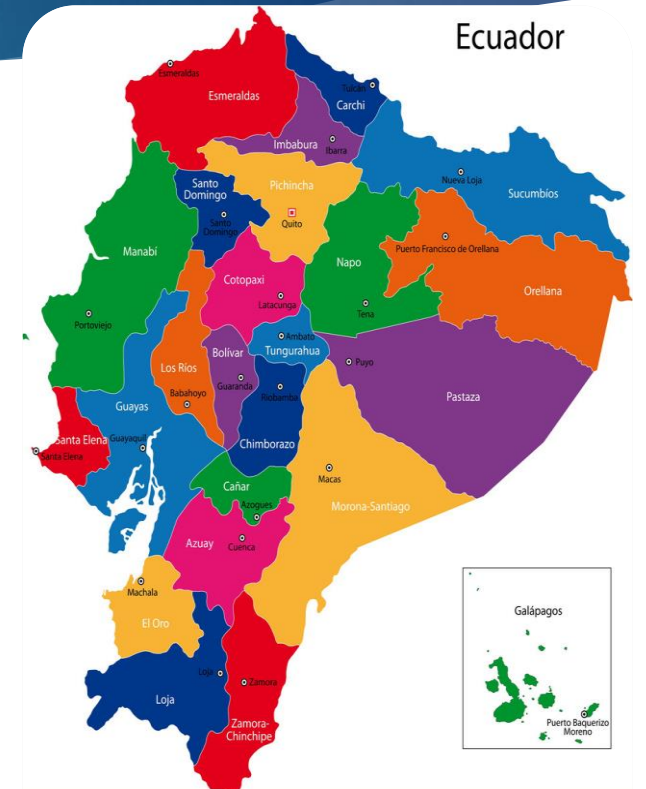 Ecuador
Esmeraldas
Esmeraldas
Tulcán
Carchi
Imbabura
Ibarra
Santo
Domingo
Santo
Domingo
Pichincha
Quito
Nueva Loja
Sucumbíos
Manabí
Portoviejo
Cotopaxi
Latacunga
Napo
Tena
Puerto Francisco de Orellana
Orellana
Los Ríos
Babahoyo
Bolívar
Guaranda
Ambato
Tungurahua
Puyo
Pastaza
Riobamba
Chimborazo
Guayas
Guayaquil
Santa Elena
Santa Elena
Cañar
Azogues
Macas
Morona-Santiago
Azuay
Cuenca
Machala
El Oro
Loja
Loja
Zamora
Zamora-
Chinchipe
Galápagos
Puerto Baquerizo
Moreno